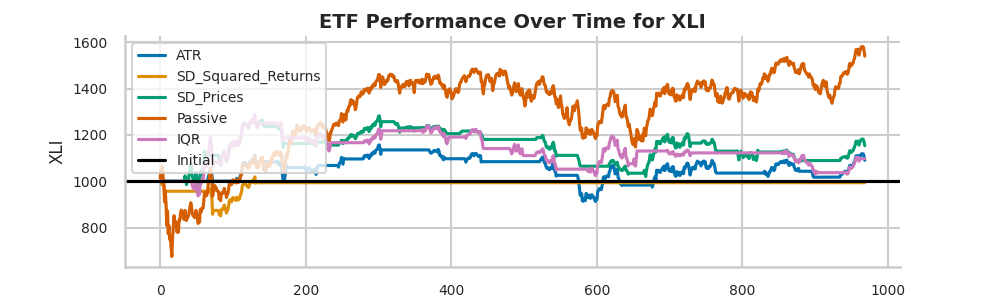 ETF Performance Over Time for XLI
XLI
1600
1400
1200
1000
800
ATR
SD_Squared_Returns
SD_Prices
Passive
IQR
Initial
0
200
400
600
800
1000